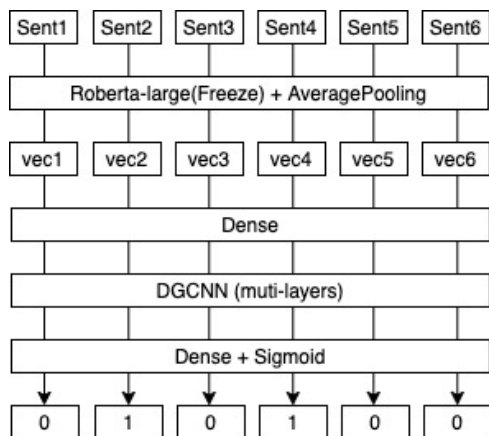 Sent1 Sent2 Sent3 Sent4 Sent5 Sent6
Roberta-large(Freeze) + AveragePooling
vec1 vec2 vec3 vec4 vec5 vec6
Dense
DGCNN (muti-layers)
Dense + Sigmoid
0 1 0 1 0 0